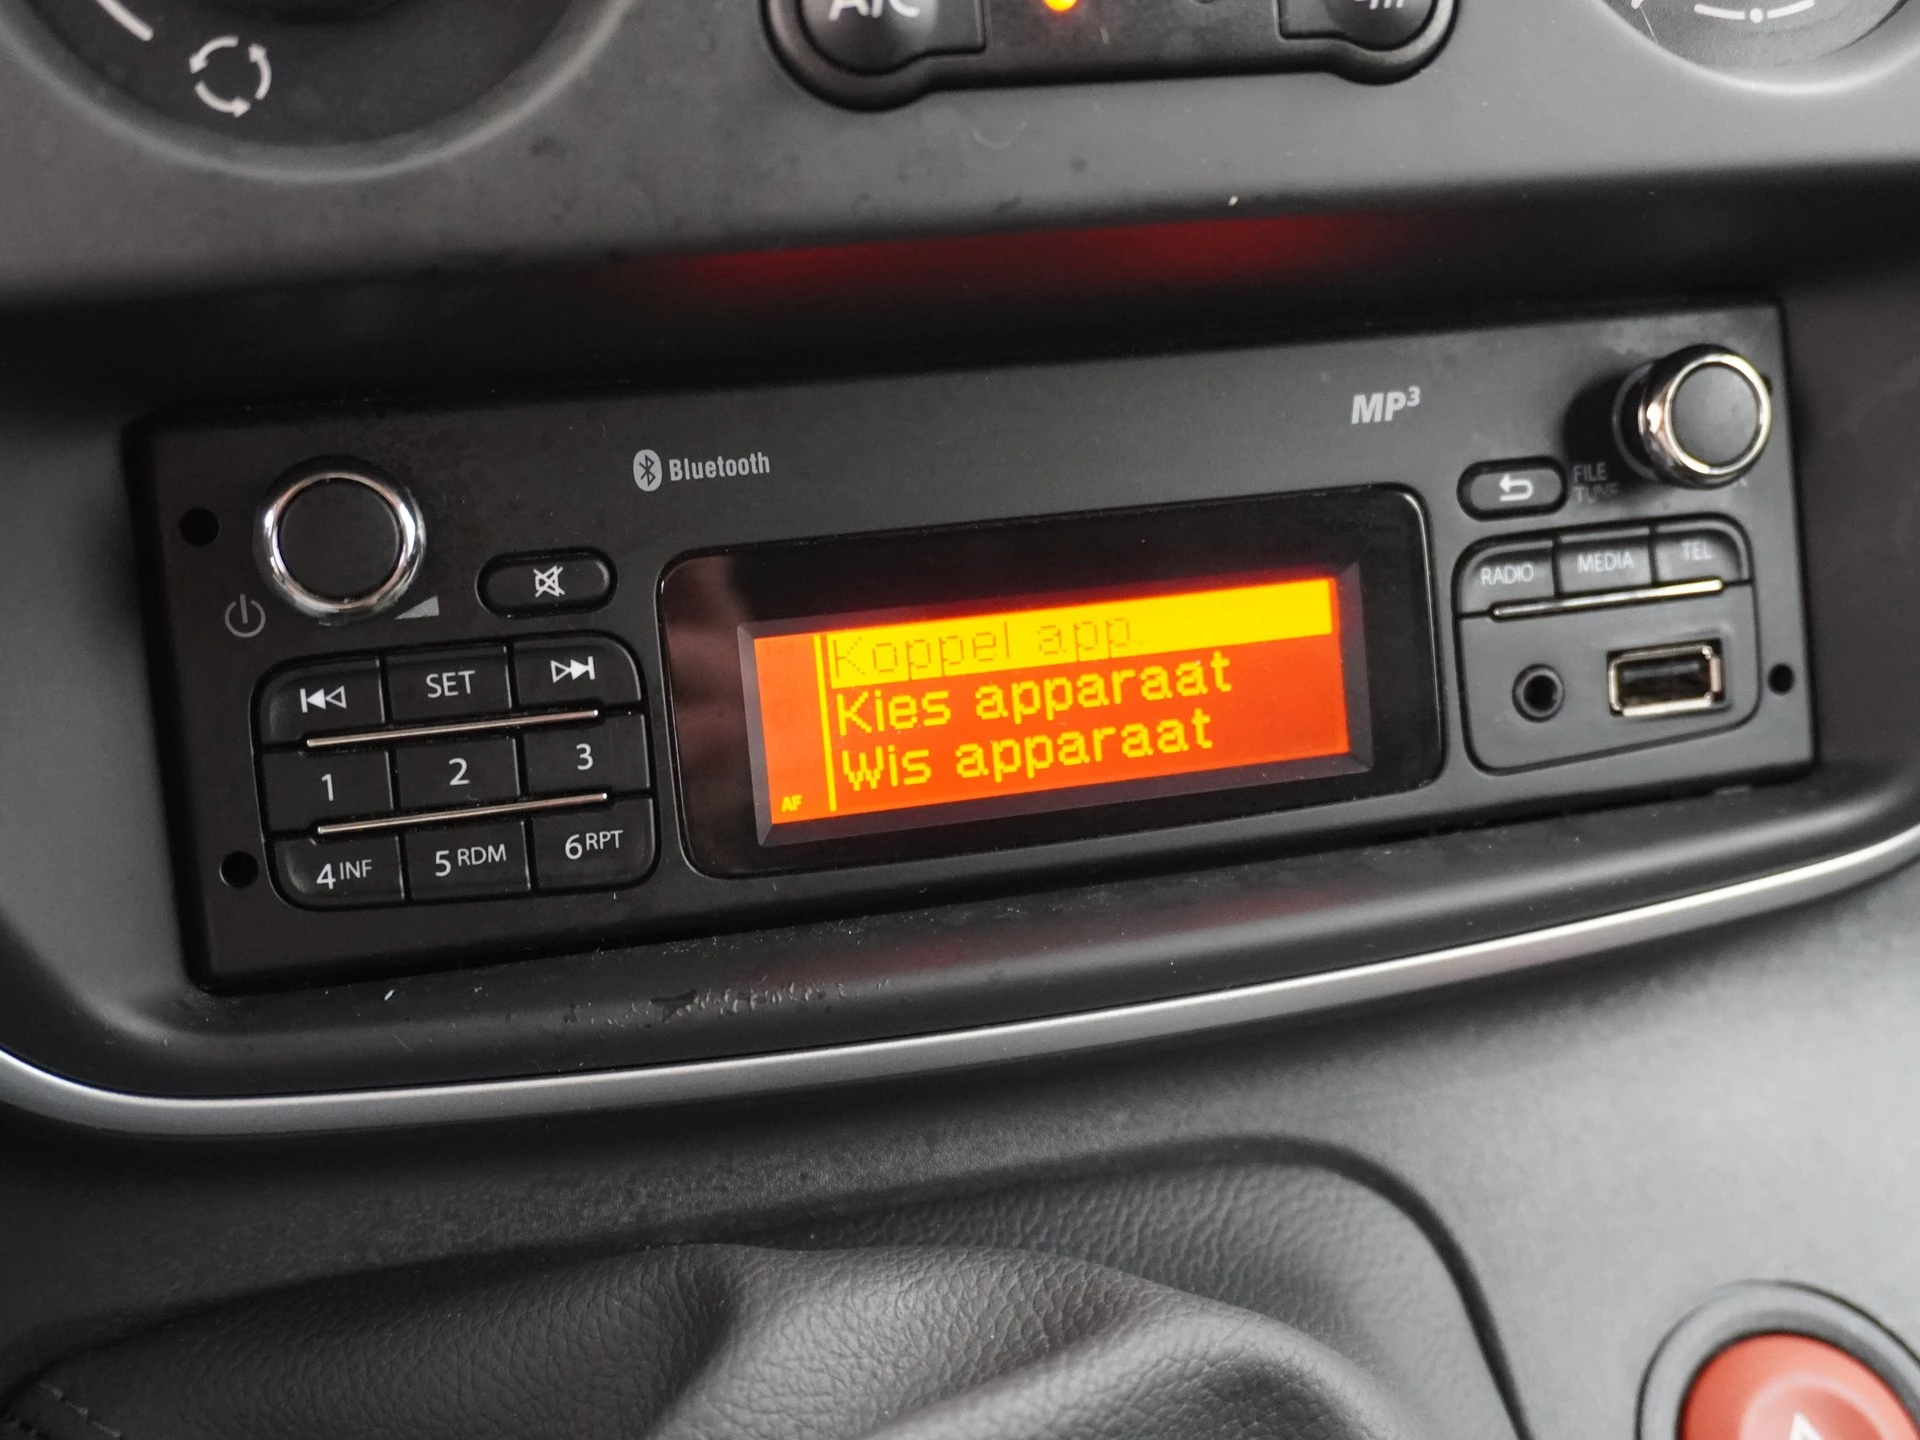 A/C
MP3
Bluetooth
FILE
TUNE
RADIO MEDIA TEL
SET
Koppel app.
Kies apparaat
Wis apparaat
AF
1 2 3
4 INF 5 RDM 6 RPT